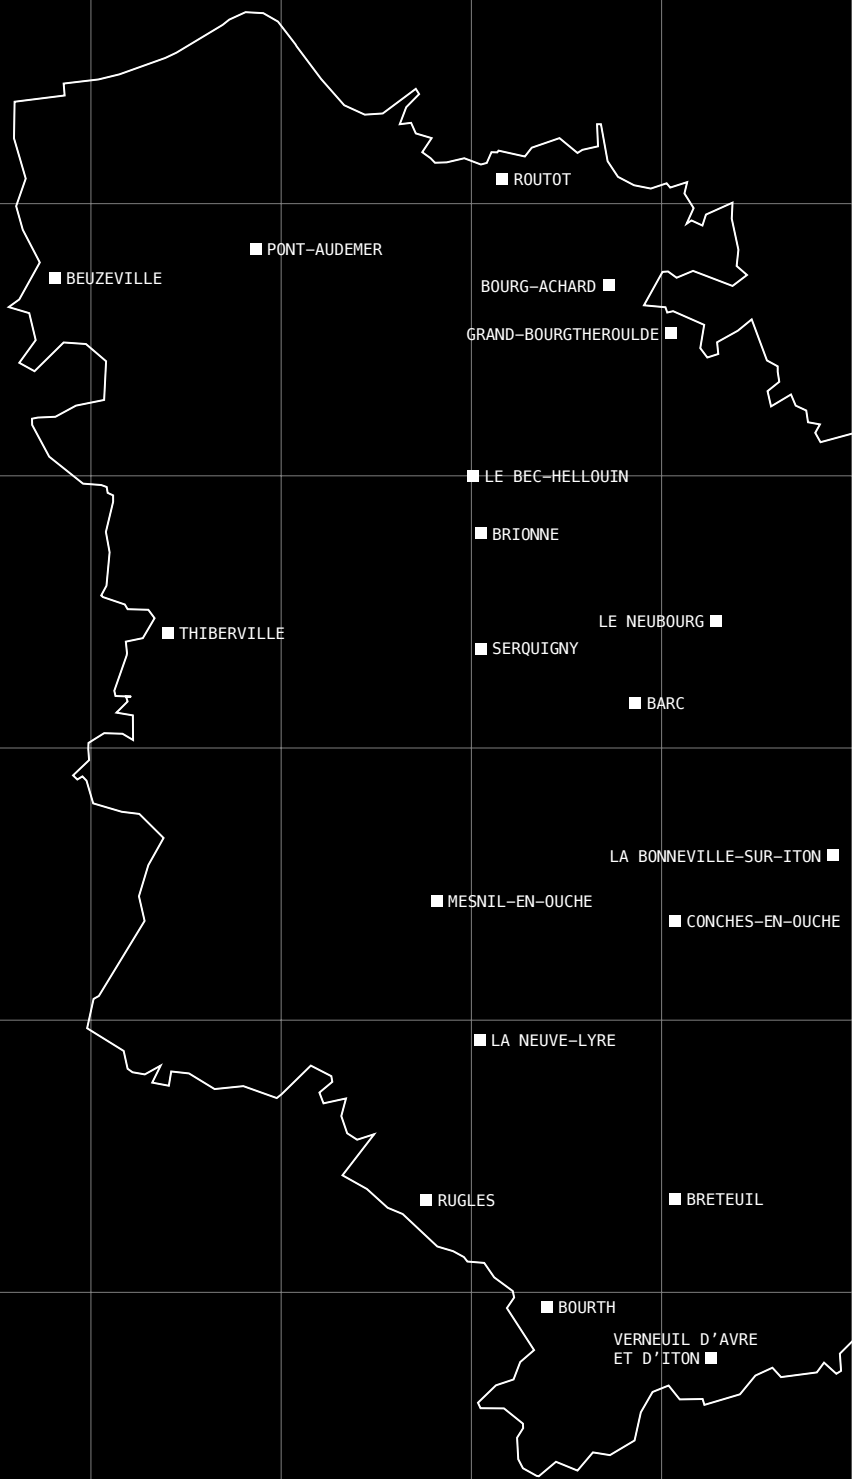 ROUTOT
PONT-AUDEMER
BEUZEVILLE
BOURG-ACHARD
GRAND-BOURGTHEROULDE
LE BEC-HELLOUIN
BRIONNE
LE NEUBOURG
THIBERVILLE
SERQUIGNY
BARC
LA BONNEVILLE-SUR-ITON
MESNIL-EN-OUCHE
CONCHES-EN-OUCHE
LA NEUVE-LYRE
RUGLES
BRETEUIL
BOURTH
VERNEUIL D’AVRE
ET D’ITON